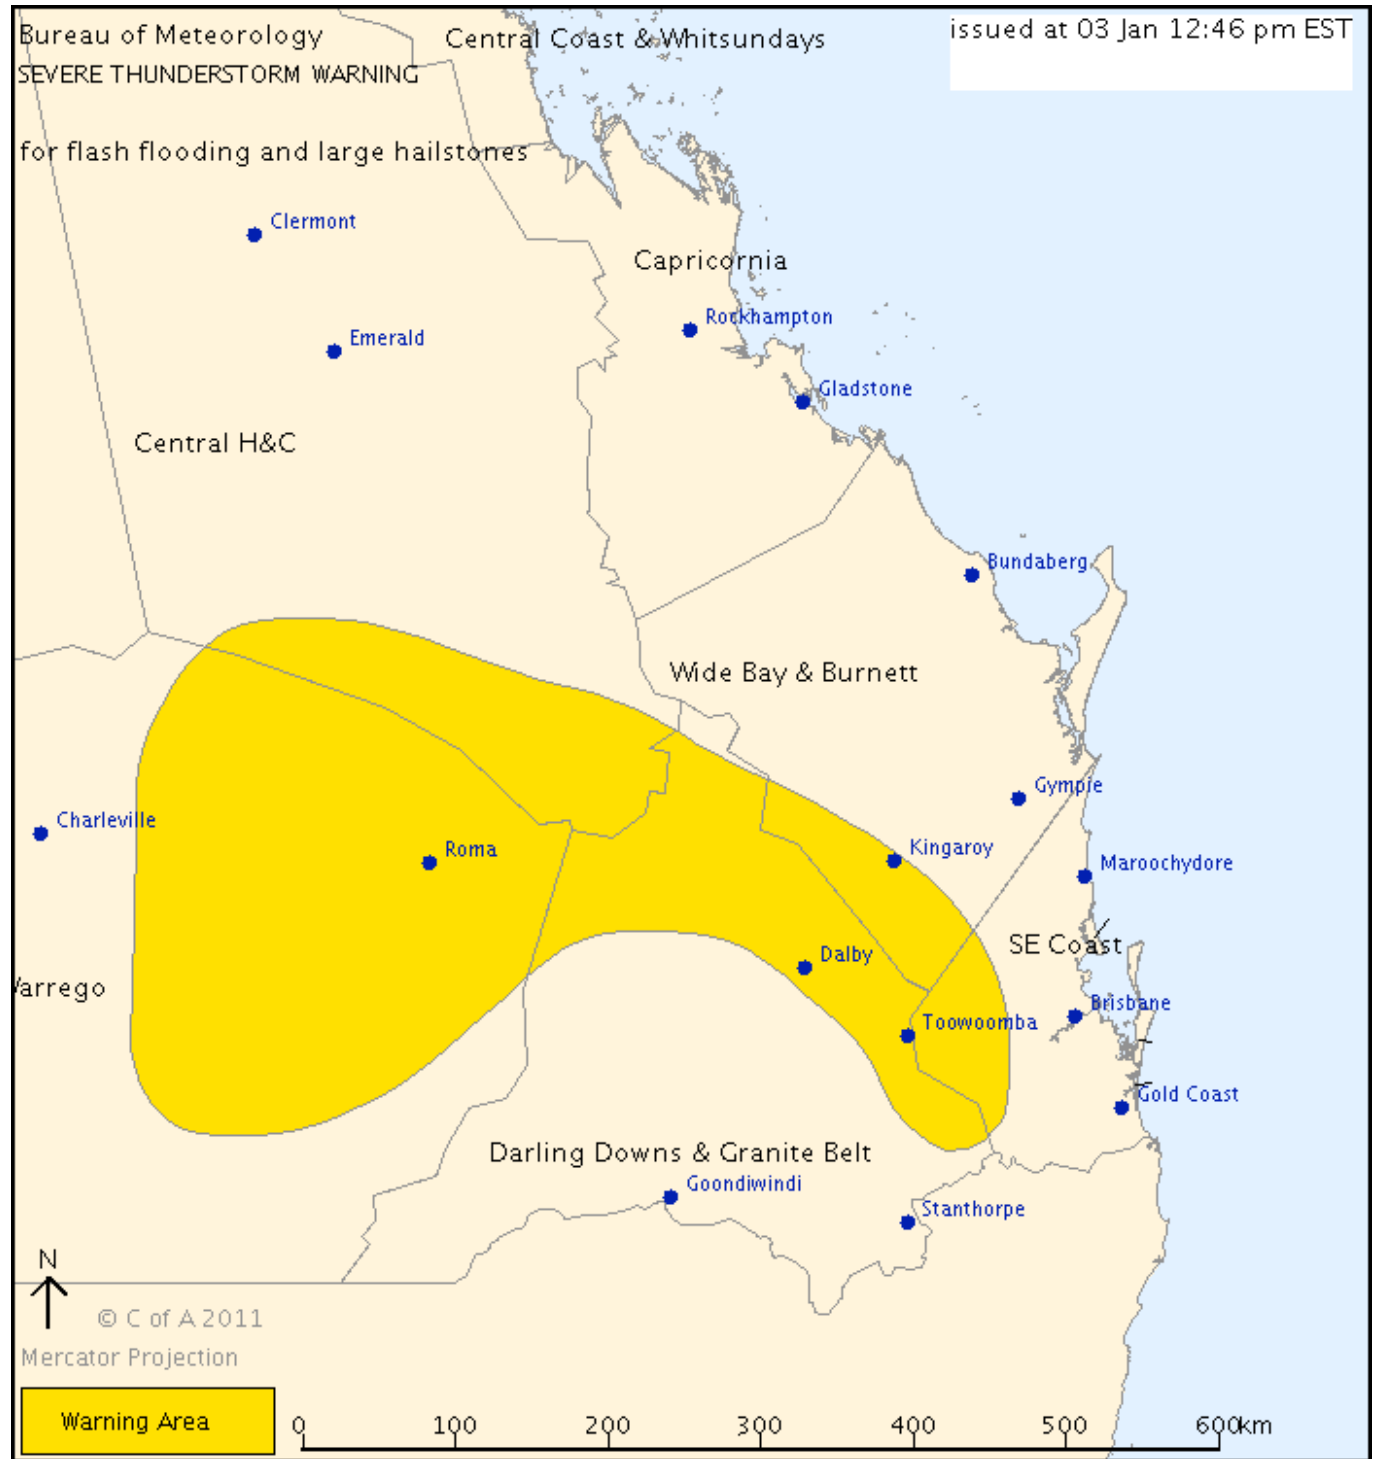 Bureau of Meteorology
SEVERE THUNDERSTORM WARNING
for flash flooding and large hailstones
Central Coast & Whitsundays
issued at 03 Jan 12:46 pm EST
Clermont
Capricornia
Rockhampton
Emerald
Gladstone
Central H&C
Bundaberg
Wide Bay & Burnett
Gympie
Charleville
Roma
Kingaroy
Maroochydore
SE Coast
Dalby
Warrego
Brisbane
Toowoomba
Gold Coast
Darling Downs & Granite Belt
Goondiwindi
Stanthorpe
N
© C of A 2011
Mercator Projection
Warning Area
0 100 200 300 400 500 600km